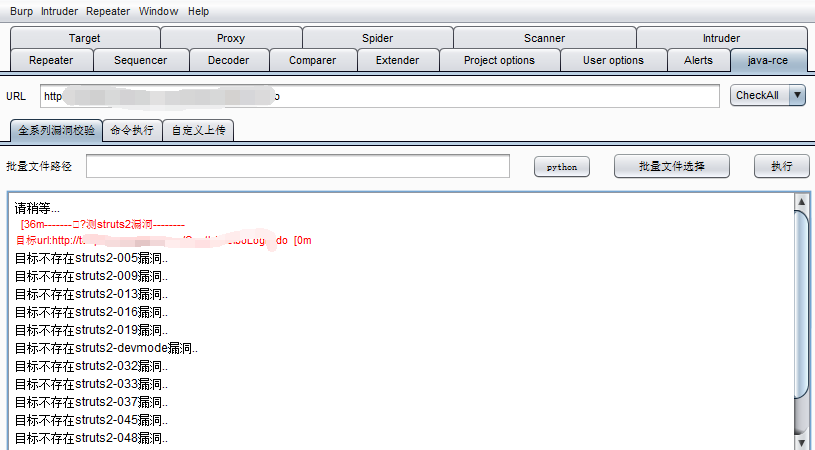 Burp Intruder Repeater Window Help
Target Proxy Spider Scanner Intruder
Repeater Sequencer Decoder Comparer Extender Project options User options Alerts java-rce
URL http CheckAll
全系列漏洞校验 命令执行 自定义上传
批量文件路径 python 批量文件选择 执行
请稍等...
[36m-------□?测struts2漏洞--------
目标url:http://t do [0m
目标不存在struts2-005漏洞..
目标不存在struts2-009漏洞..
目标不存在struts2-013漏洞..
目标不存在struts2-016漏洞..
目标不存在struts2-019漏洞..
目标不存在struts2-devmode漏洞..
目标不存在struts2-032漏洞..
目标不存在struts2-033漏洞..
目标不存在struts2-037漏洞..
目标不存在struts2-045漏洞..
目标不存在struts2-048漏洞..